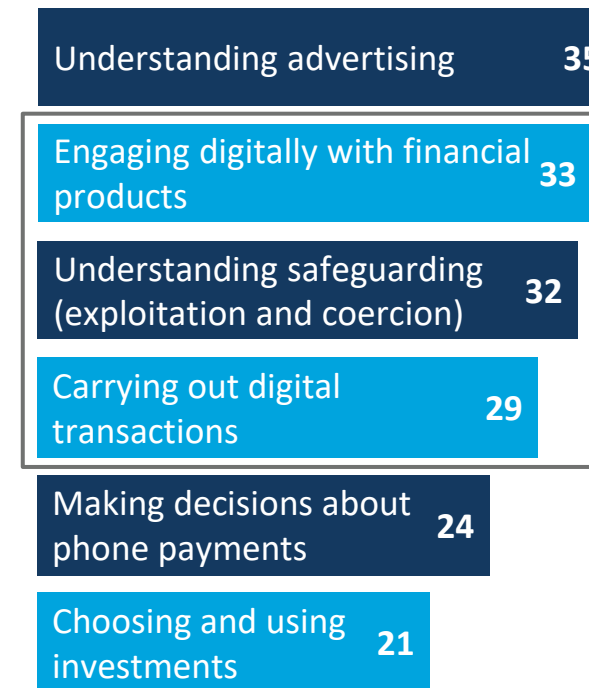 Understanding advertising 35
Engaging digitally with financial 33
products
Understanding safeguarding 32
(exploitation and coercion)
Carrying out digital 29
transactions
Making decisions about 24
phone payments
Choosing and using 21
investments